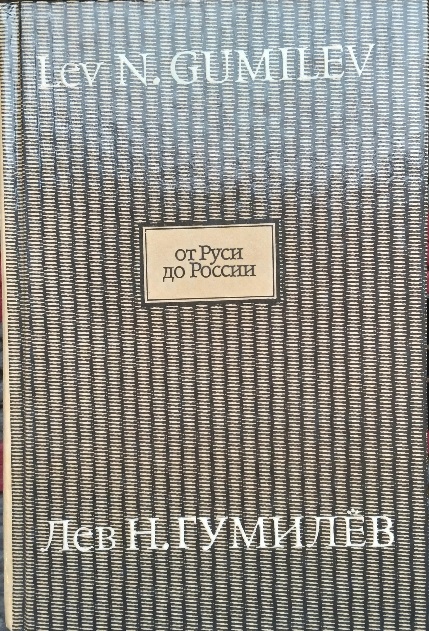 Lev N. GUMILEV
от Руси
до России
Лев Н. ГУМИЛЁВ